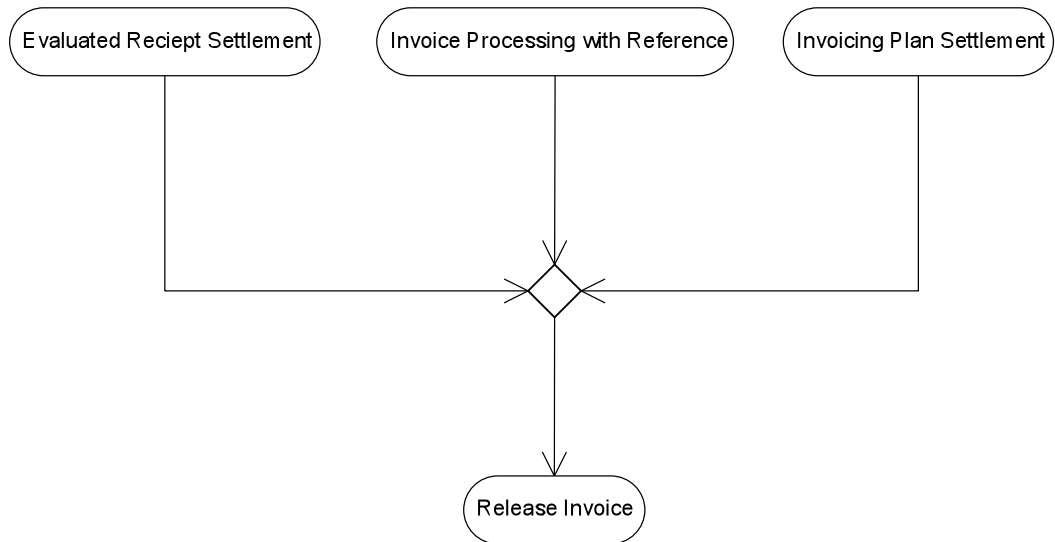 Evaluated Reciept Settlement
Invoice Processing with Reference
Invoicing Plan Settlement
Release Invoice